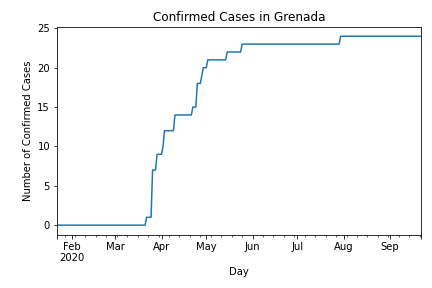 Confirmed Cases in Grenada
25
20
15
10
5
0
Number of Confirmed Cases
Feb Mar Apr May Jun Jul Aug Sep
2020
Day